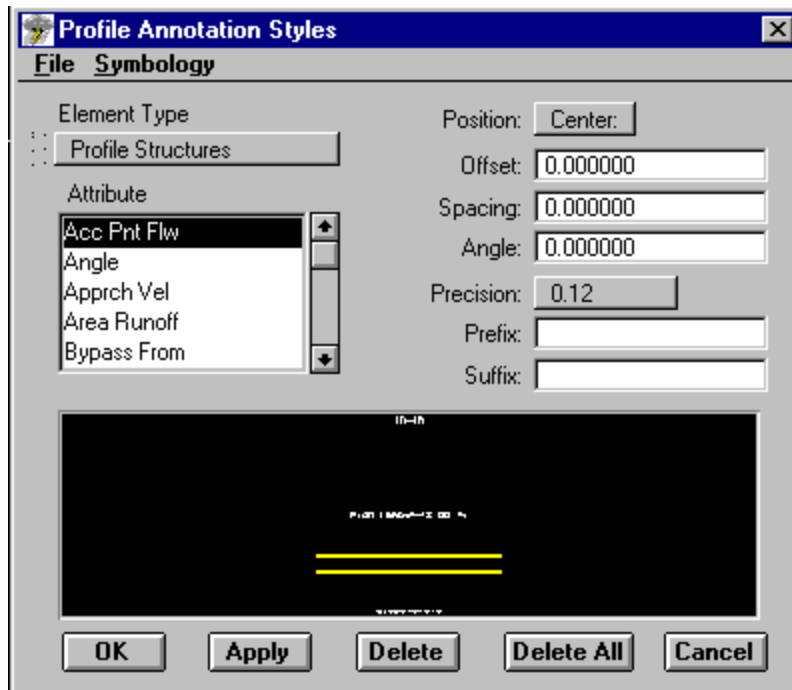 Profile Annotation Styles
File Symbology
Element Type
Profile Structures
Attribute
Acc Pnt Flw
Angle
Apprch Vel
Area Runoff
Bypass From
Position: Center:
Offset: 0.000000
Spacing: 0.000000
Angle: 0.000000
Precision: 0.12
Prefix:
Suffix:
OK Apply Delete Delete All Cancel